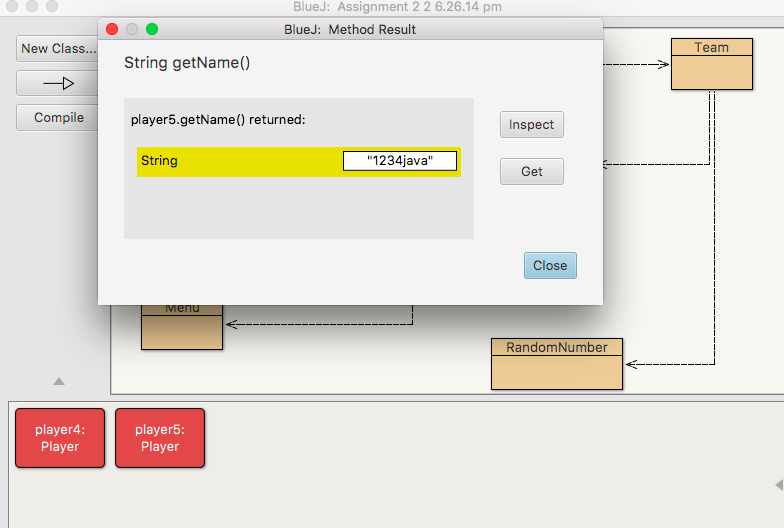 BlueJ: Assignment 2 2 6.26.14 pm
BlueJ: Method Result
New Class...
Compile
String getName()
player5.getName() returned:
String
"1234java"
Inspect
Get
Close
Team
Menu
RandomNumber
player4:
Player
player5:
Player